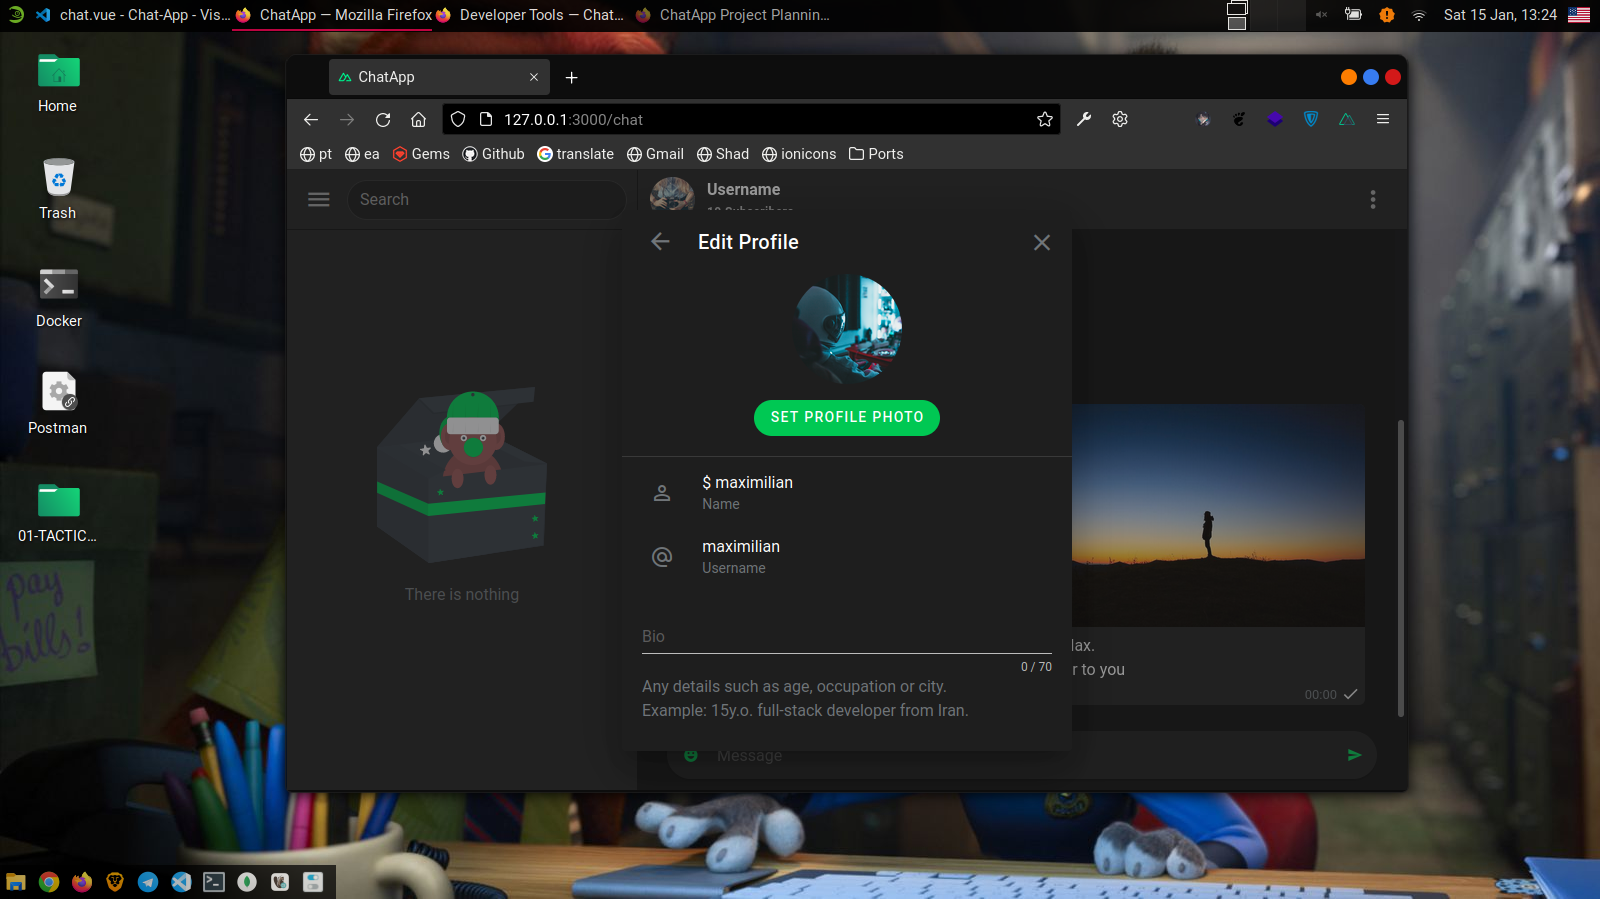 chat.vue - Chat-App - Vis...
ChatApp — Mozilla Firefox
Developer Tools — Chat...
ChatApp Project Plannin...
Sat 15 Jan, 13:24
Home
Trash
Docker
Postman
01-TACTIC...
pay
bills!
ChatApp
127.0.0.1:3000/chat
pt
ea
Gems
Github
translate
Gmail
Shad
ionicons
Ports
Search
Username
There is nothing
Edit Profile
SET PROFILE PHOTO
$ maximilian
Name
maximilian
Username
Bio
0 / 70
Any details such as age, occupation or city.
Example: 15y.o. full-stack developer from Iran.
lax.
r to you
00:00
Message